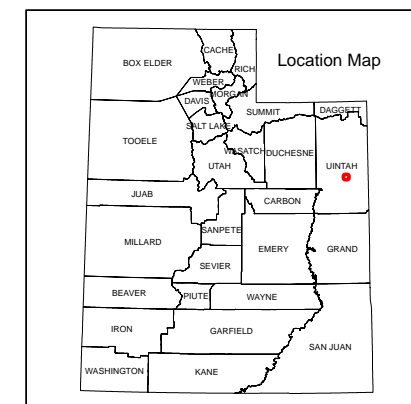 Location Map
BOX ELDER
CACHE
RICH
WEBER
MORGAN
DAVIS
SUMMIT
DAGGETT
SALT LAKE
TOOELE
WASATCH
DUCHESNE
UINTAH
UTAH
JUAB
CARBON
SANPETE
MILLARD
EMERY
GRAND
SEVIER
BEAVER
PIUTE
WAYNE
IRON
GARFIELD
SAN JUAN
WASHINGTON
KANE